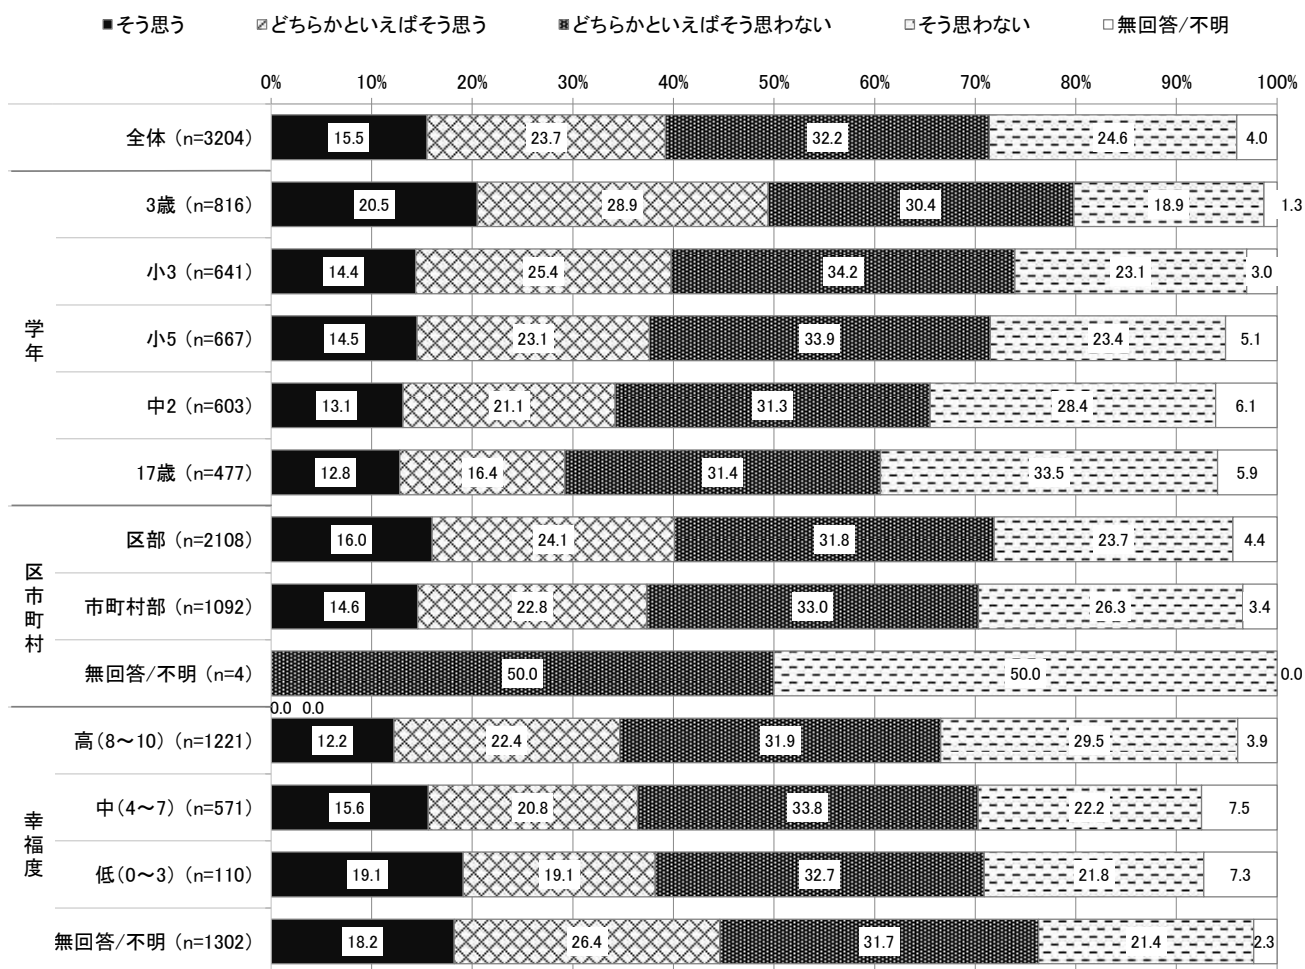 ■そう思う ☑どちらかといえばそう思う ■どちらかといえばそう思わない □そう思わない □無回答/不明
0% 10% 20% 30% 40% 50% 60% 70% 80% 90% 100%
全体（n=3204） 15.5 23.7 32.2 24.6 4.0
学年
3歳（n=816） 20.5 28.9 30.4 18.9 1.3
小3（n=641） 14.4 25.4 34.2 23.1 3.0
小5（n=667） 14.5 23.1 33.9 23.4 5.1
中2（n=603） 13.1 21.1 31.3 28.4 6.1
17歳（n=477） 12.8 16.4 31.4 33.5 5.9
区市町村
区部（n=2108） 16.0 24.1 31.8 23.7 4.4
市町村部（n=1092） 14.6 22.8 33.0 26.3 3.4
無回答/不明（n=4） 50.0 50.0 0.0
0.0 0.0
幸福度
高（8～10）（n=1221） 12.2 22.4 31.9 29.5 3.9
中（4～7）（n=571） 15.6 20.8 33.8 22.2 7.5
低（0～3）（n=110） 19.1 19.1 32.7 21.8 7.3
無回答/不明（n=1302） 18.2 26.4 31.7 21.4 2.3